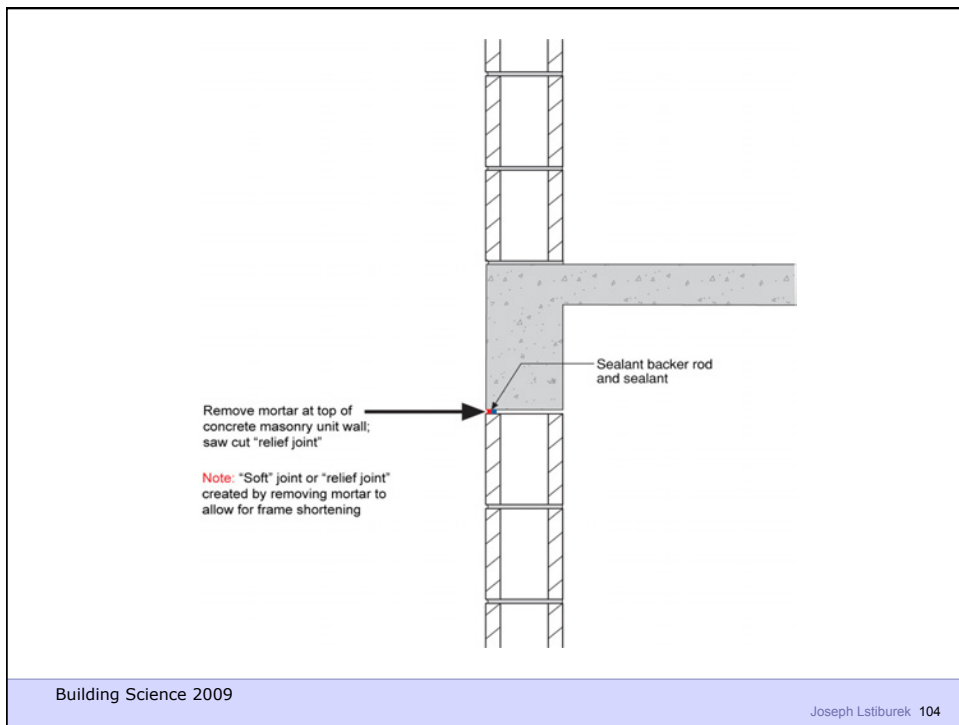 Sealant backer rod
and sealant
Remove mortar at top of
concrete masonry unit wall;
saw cut “relief joint”
Note: “Soft” joint or “relief joint”
created by removing mortar to
allow for frame shortening
Building Science 2009
Joseph Lstiburek 104